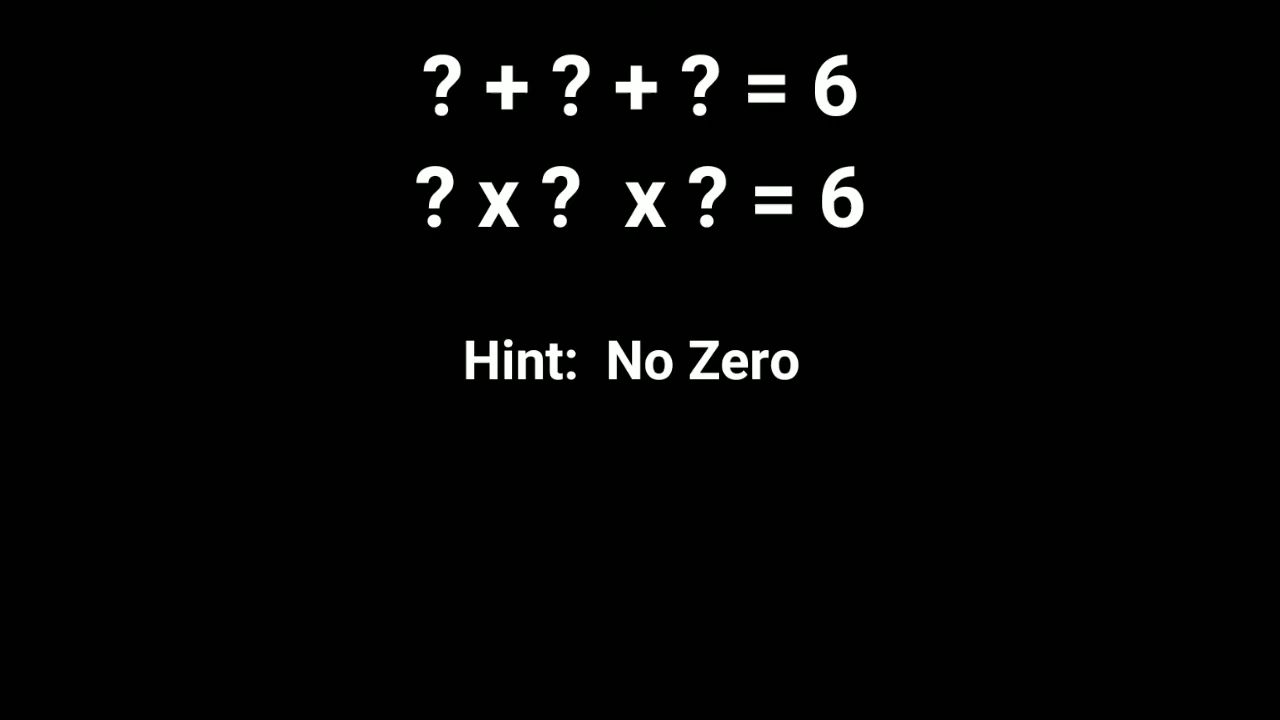 ? + ? + ? = 6
? x ? x ? = 6
Hint: No Zero